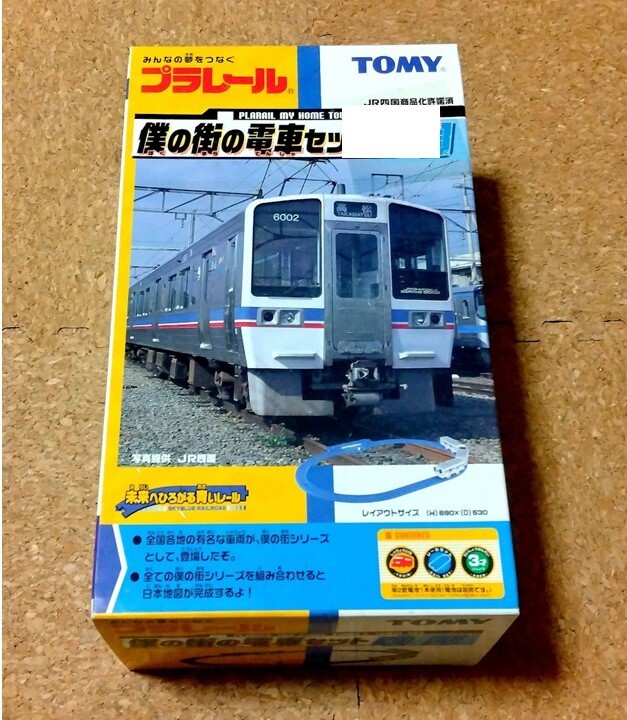 みんなの夢をつなぐ
プラレール
TOMY
JR四国商品化許諾済
PLARAIL MY HOME TOW
僕の街の電車セッ
6002
高松
TAKAMATSU
写真提供 JR四国
未来へひろがる青いレール
SKYBLUE RAILROAD
レイアウトサイズ (W)690×(D)530
●全国各地の有名な車両が、僕の街シリーズ
として、登場したぞ。
●全ての僕の街シリーズを組み合わせると
日本地図が完成するよ!
CONTENTS
僕の街の電車セット